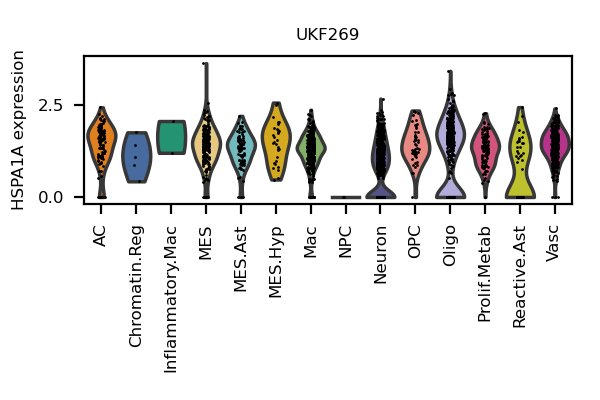 UKF269
HSPA1A expression
2.5
0.0
AC
Chromatin.Reg
Inflammatory.Mac
MES
MES.Ast
MES.Hyp
Mac
NPC
Neuron
OPC
Oligo
Prolif.Metab
Reactive.Ast
Vasc